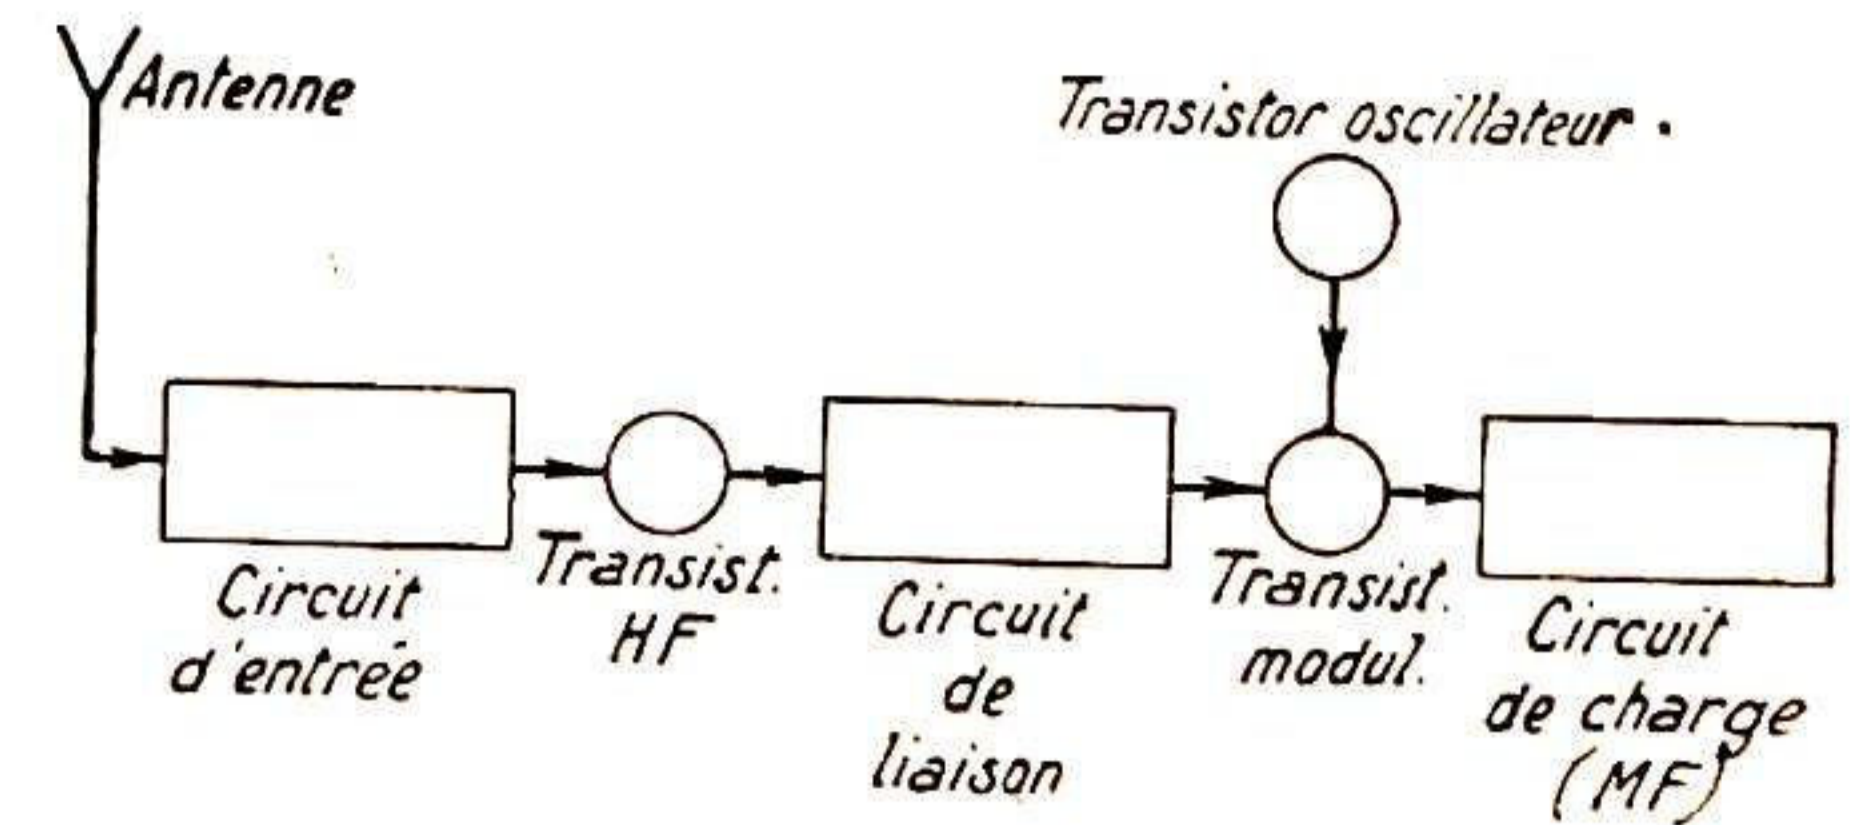 Antenne
Transistor oscillateur.
Circuit
d'entrée
Transist.
HF
Circuit
de
liaison
Transist.
modul.
Circuit
de charge
(MF)